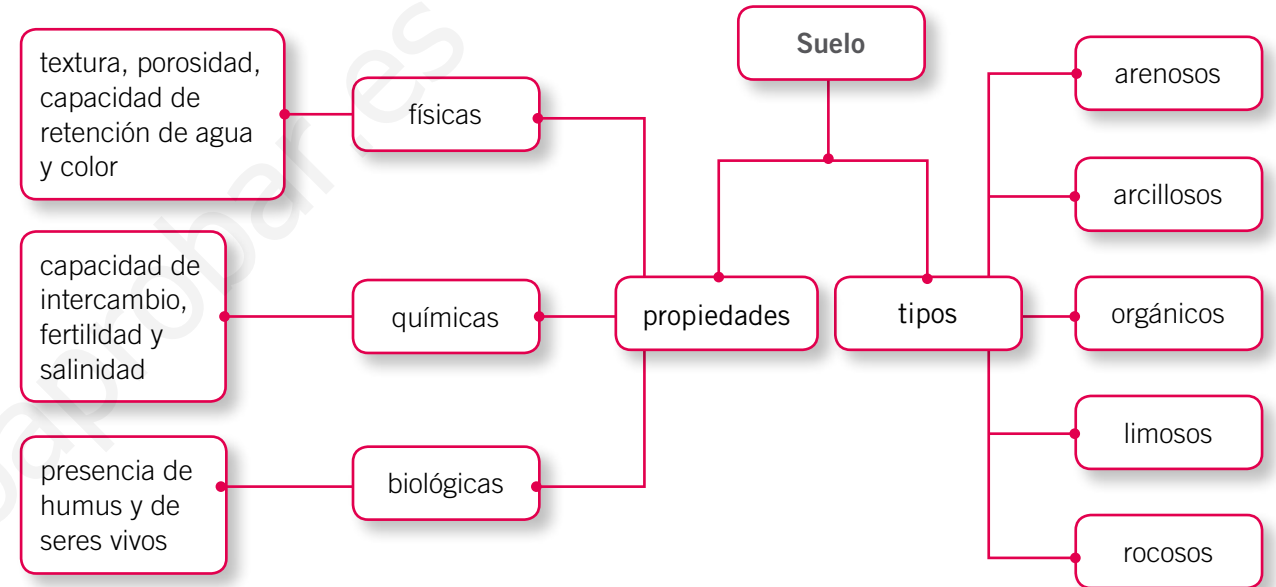 Suelo
propiedades
tipos
físicas
textura, porosidad,
capacidad de
retención de agua
y color
químicas
capacidad de
intercambio,
fertilidad y
salinidad
biológicas
presencia de
humus y de
seres vivos
arenosos
arcillosos
orgánicos
limosos
rocosos